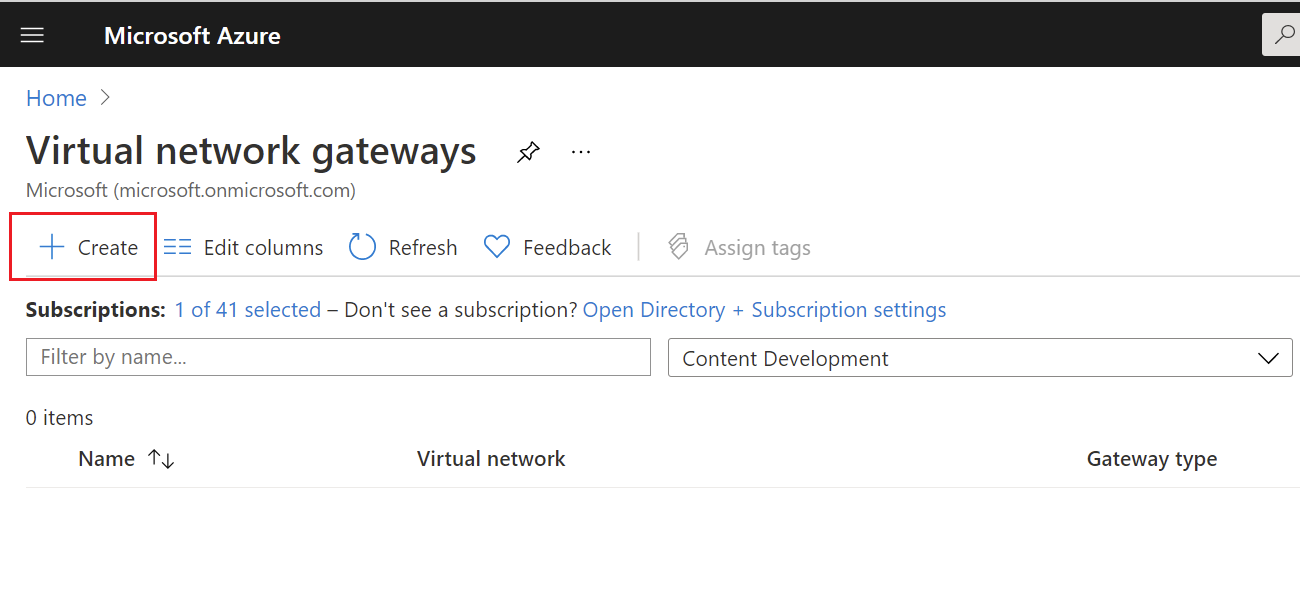 Microsoft Azure
Home
Virtual network gateways
Microsoft (microsoft.onmicrosoft.com)
Create Edit columns Refresh Feedback Assign tags
Subscriptions: 1 of 41 selected – Don't see a subscription? Open Directory + Subscription settings
Filter by name... Content Development
0 items
Name Virtual network Gateway type